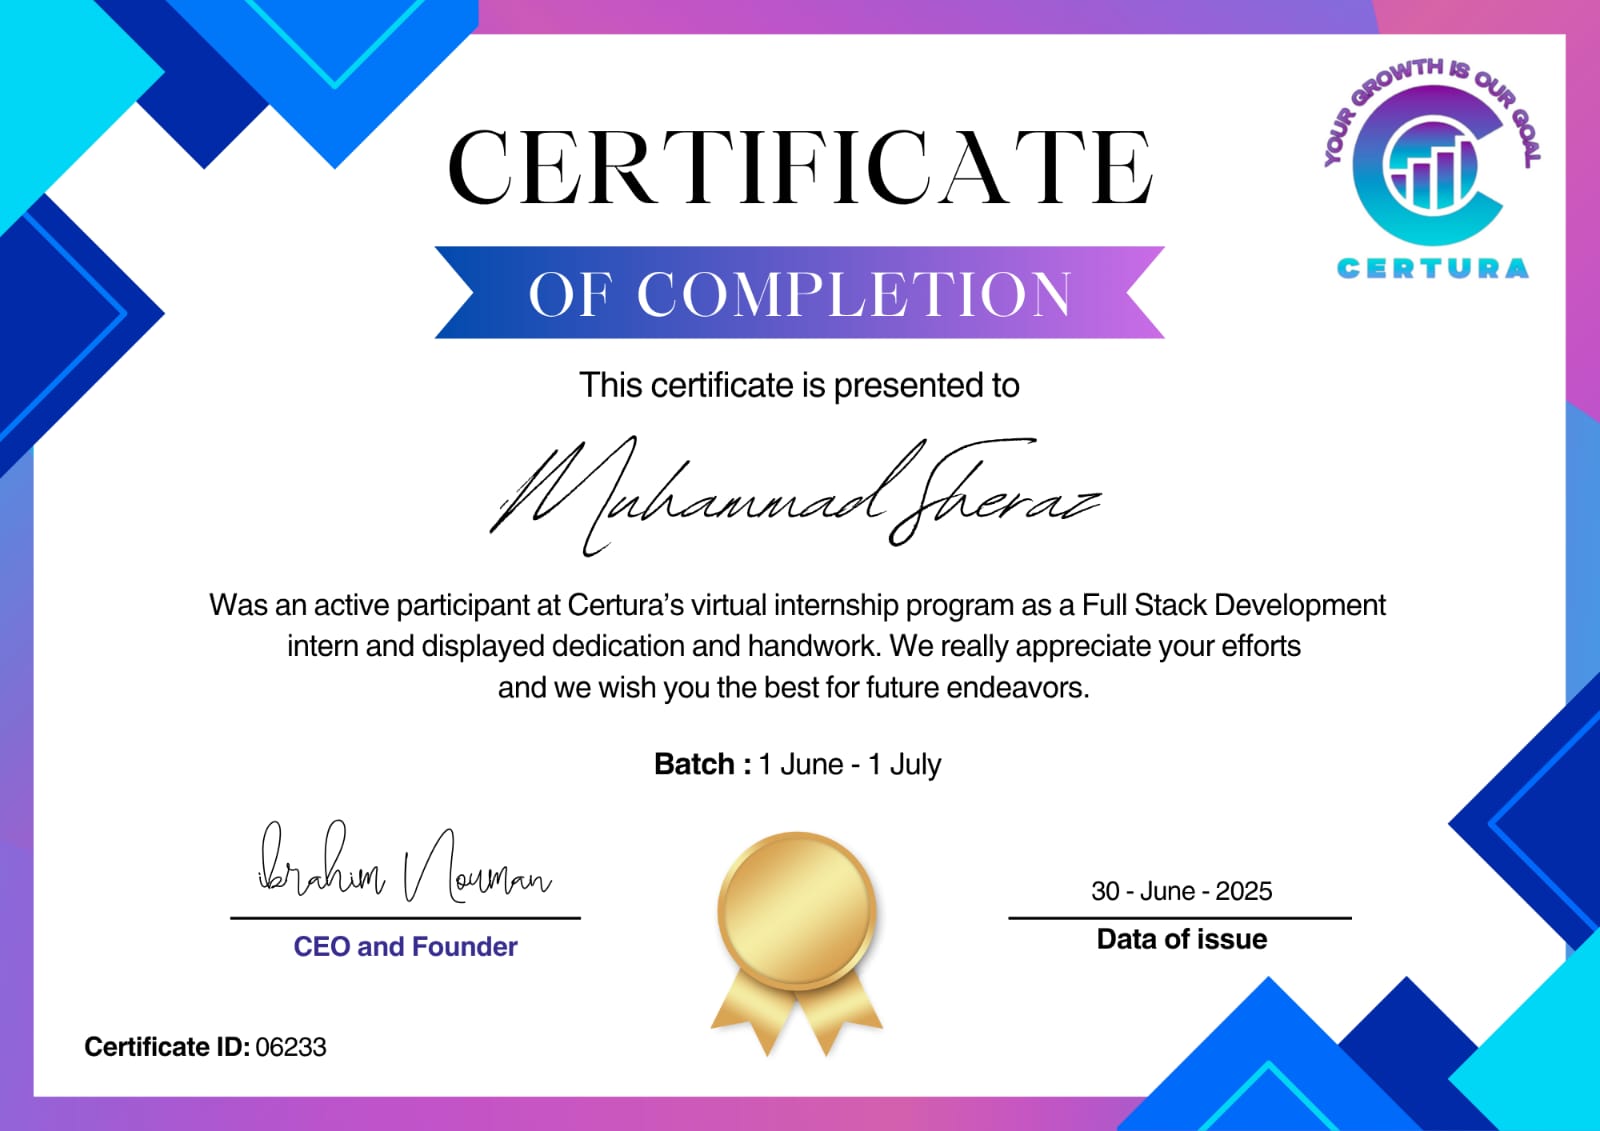 YOUR GROWTH IS OUR GOAL
CERTURA
CERTIFICATE
OF COMPLETION
This certificate is presented to
Muhammad Sheraz
Was an active participant at Certura’s virtual internship program as a Full Stack Development
intern and displayed dedication and handwork. We really appreciate your efforts
and we wish you the best for future endeavors.
Batch : 1 June - 1 July
ibrahim Nouman
CEO and Founder
30 - June - 2025
Data of issue
Certificate ID: 06233